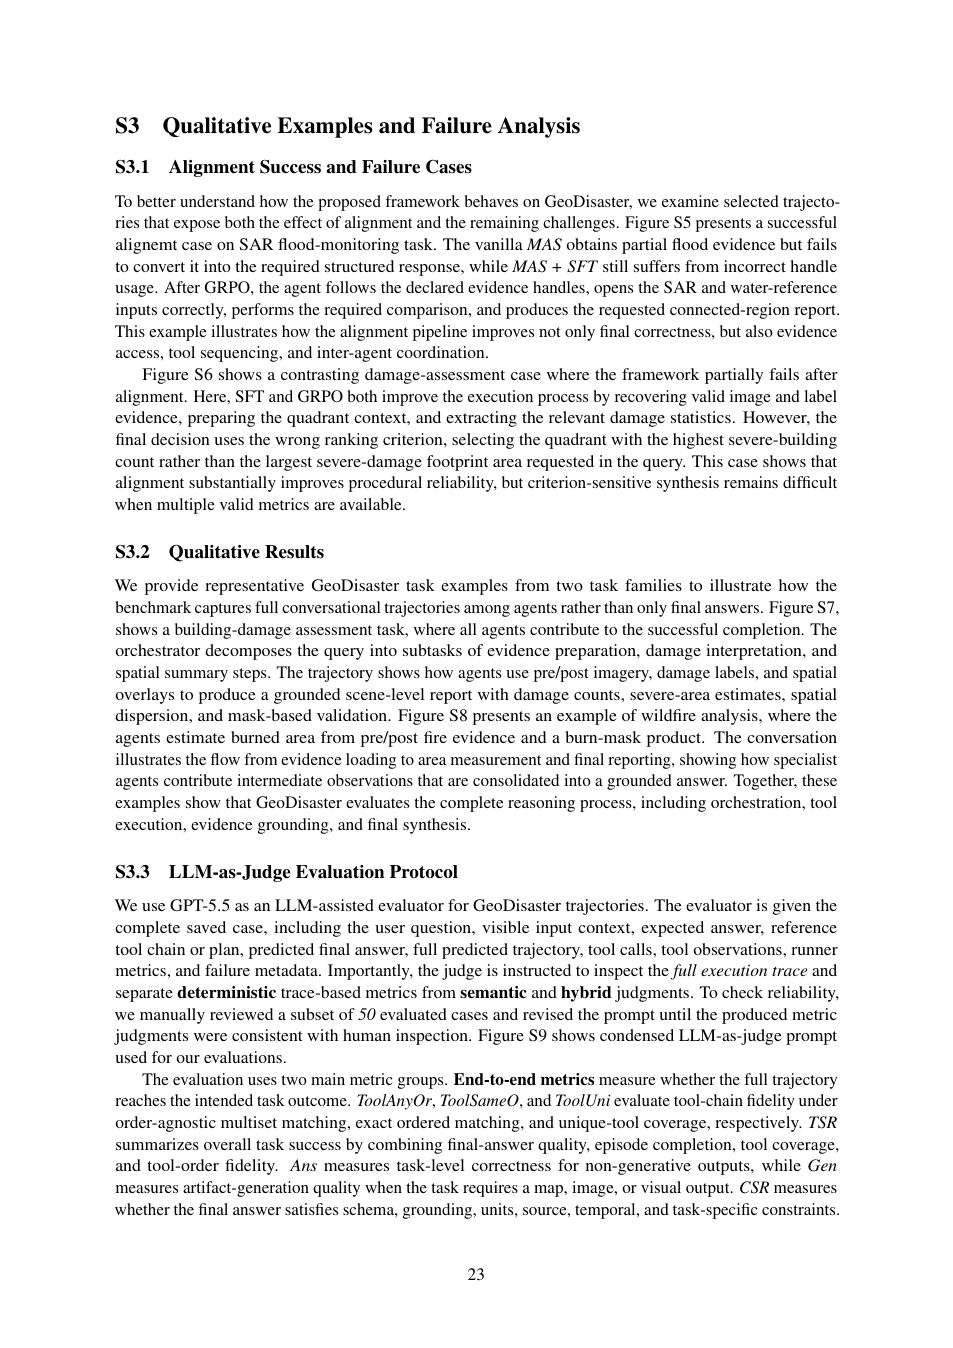 S3 Qualitative Examples and Failure Analysis
S3.1 Alignment Success and Failure Cases
To better understand how the proposed framework behaves on GeoDisaster, we examine selected trajecto-
ries that expose both the effect of alignment and the remaining challenges. Figure S5 presents a successful
alignemt case on SAR flood-monitoring task. The vanilla MAS obtains partial flood evidence but fails
to convert it into the required structured response, while MAS + SFT still suffers from incorrect handle
usage. After GRPO, the agent follows the declared evidence handles, opens the SAR and water-reference
inputs correctly, performs the required comparison, and produces the requested connected-region report.
This example illustrates how the alignment pipeline improves not only final correctness, but also evidence
access, tool sequencing, and inter-agent coordination.
Figure S6 shows a contrasting damage-assessment case where the framework partially fails after
alignment. Here, SFT and GRPO both improve the execution process by recovering valid image and label
evidence, preparing the quadrant context, and extracting the relevant damage statistics. However, the
final decision uses the wrong ranking criterion, selecting the quadrant with the highest severe-building
count rather than the largest severe-damage footprint area requested in the query. This case shows that
alignment substantially improves procedural reliability, but criterion-sensitive synthesis remains difficult
when multiple valid metrics are available.
S3.2 Qualitative Results
We provide representative GeoDisaster task examples from two task families to illustrate how the
benchmark captures full conversational trajectories among agents rather than only final answers. Figure S7,
shows a building-damage assessment task, where all agents contribute to the successful completion. The
orchestrator decomposes the query into subtasks of evidence preparation, damage interpretation, and
spatial summary steps. The trajectory shows how agents use pre/post imagery, damage labels, and spatial
overlays to produce a grounded scene-level report with damage counts, severe-area estimates, spatial
dispersion, and mask-based validation. Figure S8 presents an example of wildfire analysis, where the
agents estimate burned area from pre/post fire evidence and a burn-mask product. The conversation
illustrates the flow from evidence loading to area measurement and final reporting, showing how specialist
agents contribute intermediate observations that are consolidated into a grounded answer. Together, these
examples show that GeoDisaster evaluates the complete reasoning process, including orchestration, tool
execution, evidence grounding, and final synthesis.
S3.3 LLM-as-Judge Evaluation Protocol
We use GPT-5.5 as an LLM-assisted evaluator for GeoDisaster trajectories. The evaluator is given the
complete saved case, including the user question, visible input context, expected answer, reference
tool chain or plan, predicted final answer, full predicted trajectory, tool calls, tool observations, runner
metrics, and failure metadata. Importantly, the judge is instructed to inspect the full execution trace and
separate deterministic trace-based metrics from semantic and hybrid judgments. To check reliability,
we manually reviewed a subset of 50 evaluated cases and revised the prompt until the produced metric
judgments were consistent with human inspection. Figure S9 shows condensed LLM-as-judge prompt
used for our evaluations.
The evaluation uses two main metric groups. End-to-end metrics measure whether the full trajectory
reaches the intended task outcome. ToolAnyOr, ToolSameO, and ToolUni evaluate tool-chain fidelity under
order-agnostic multiset matching, exact ordered matching, and unique-tool coverage, respectively. TSR
summarizes overall task success by combining final-answer quality, episode completion, tool coverage,
and tool-order fidelity. Ans measures task-level correctness for non-generative outputs, while Gen
measures artifact-generation quality when the task requires a map, image, or visual output. CSR measures
whether the final answer satisfies schema, grounding, units, source, temporal, and task-specific constraints.
23